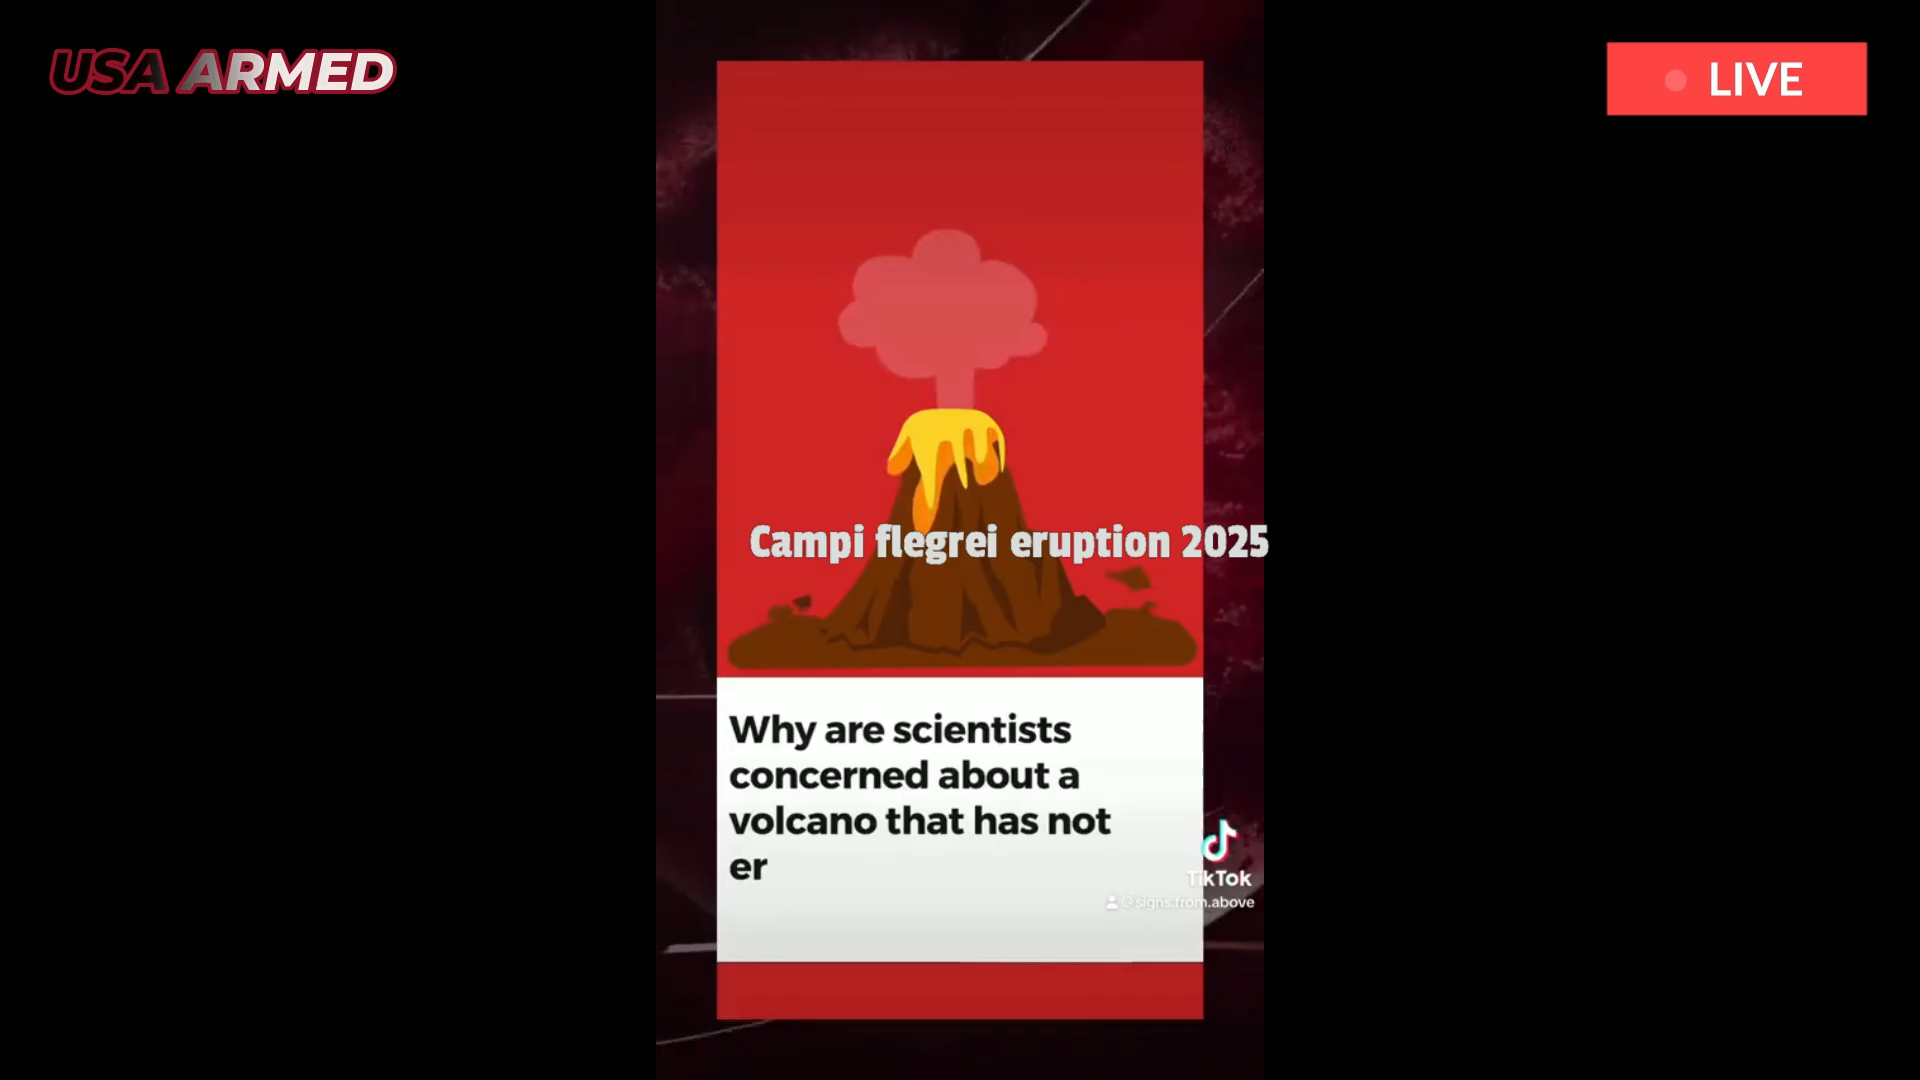 USA ARMED
LIVE
Campi flegrei eruption 2025
Why are scientists
concerned about a
volcano that has not
er
TikTok
@signs.from.above